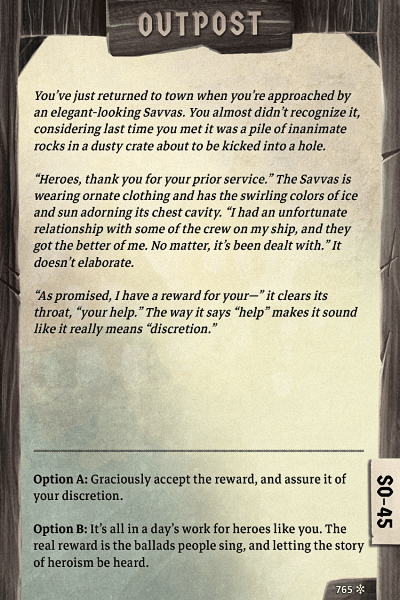 OUTPOST
You've just returned to town when you're approached by
an elegant-looking Savvas. You almost didn't recognize it,
considering last time you met it was a pile of inanimate
rocks in a dusty crate about to be kicked into a hole.
“Heroes, thank you for your prior service.” The Savvas is
wearing ornate clothing and has the swirling colors of ice
and sun adorning its chest cavity. “I had an unfortunate
relationship with some of the crew on my ship, and they
got the better of me. No matter, it's been dealt with.” It
doesn't elaborate.
“As promised, I have a reward for your—” it clears its
throat, “your help.” The way it says “help” makes it sound
like it really means “discretion.”
Option A: Graciously accept the reward, and assure it of
your discretion.
Option B: It's all in a day's work for heroes like you. The
real reward is the ballads people sing, and letting the story
of heroism be heard.
SO-45
765